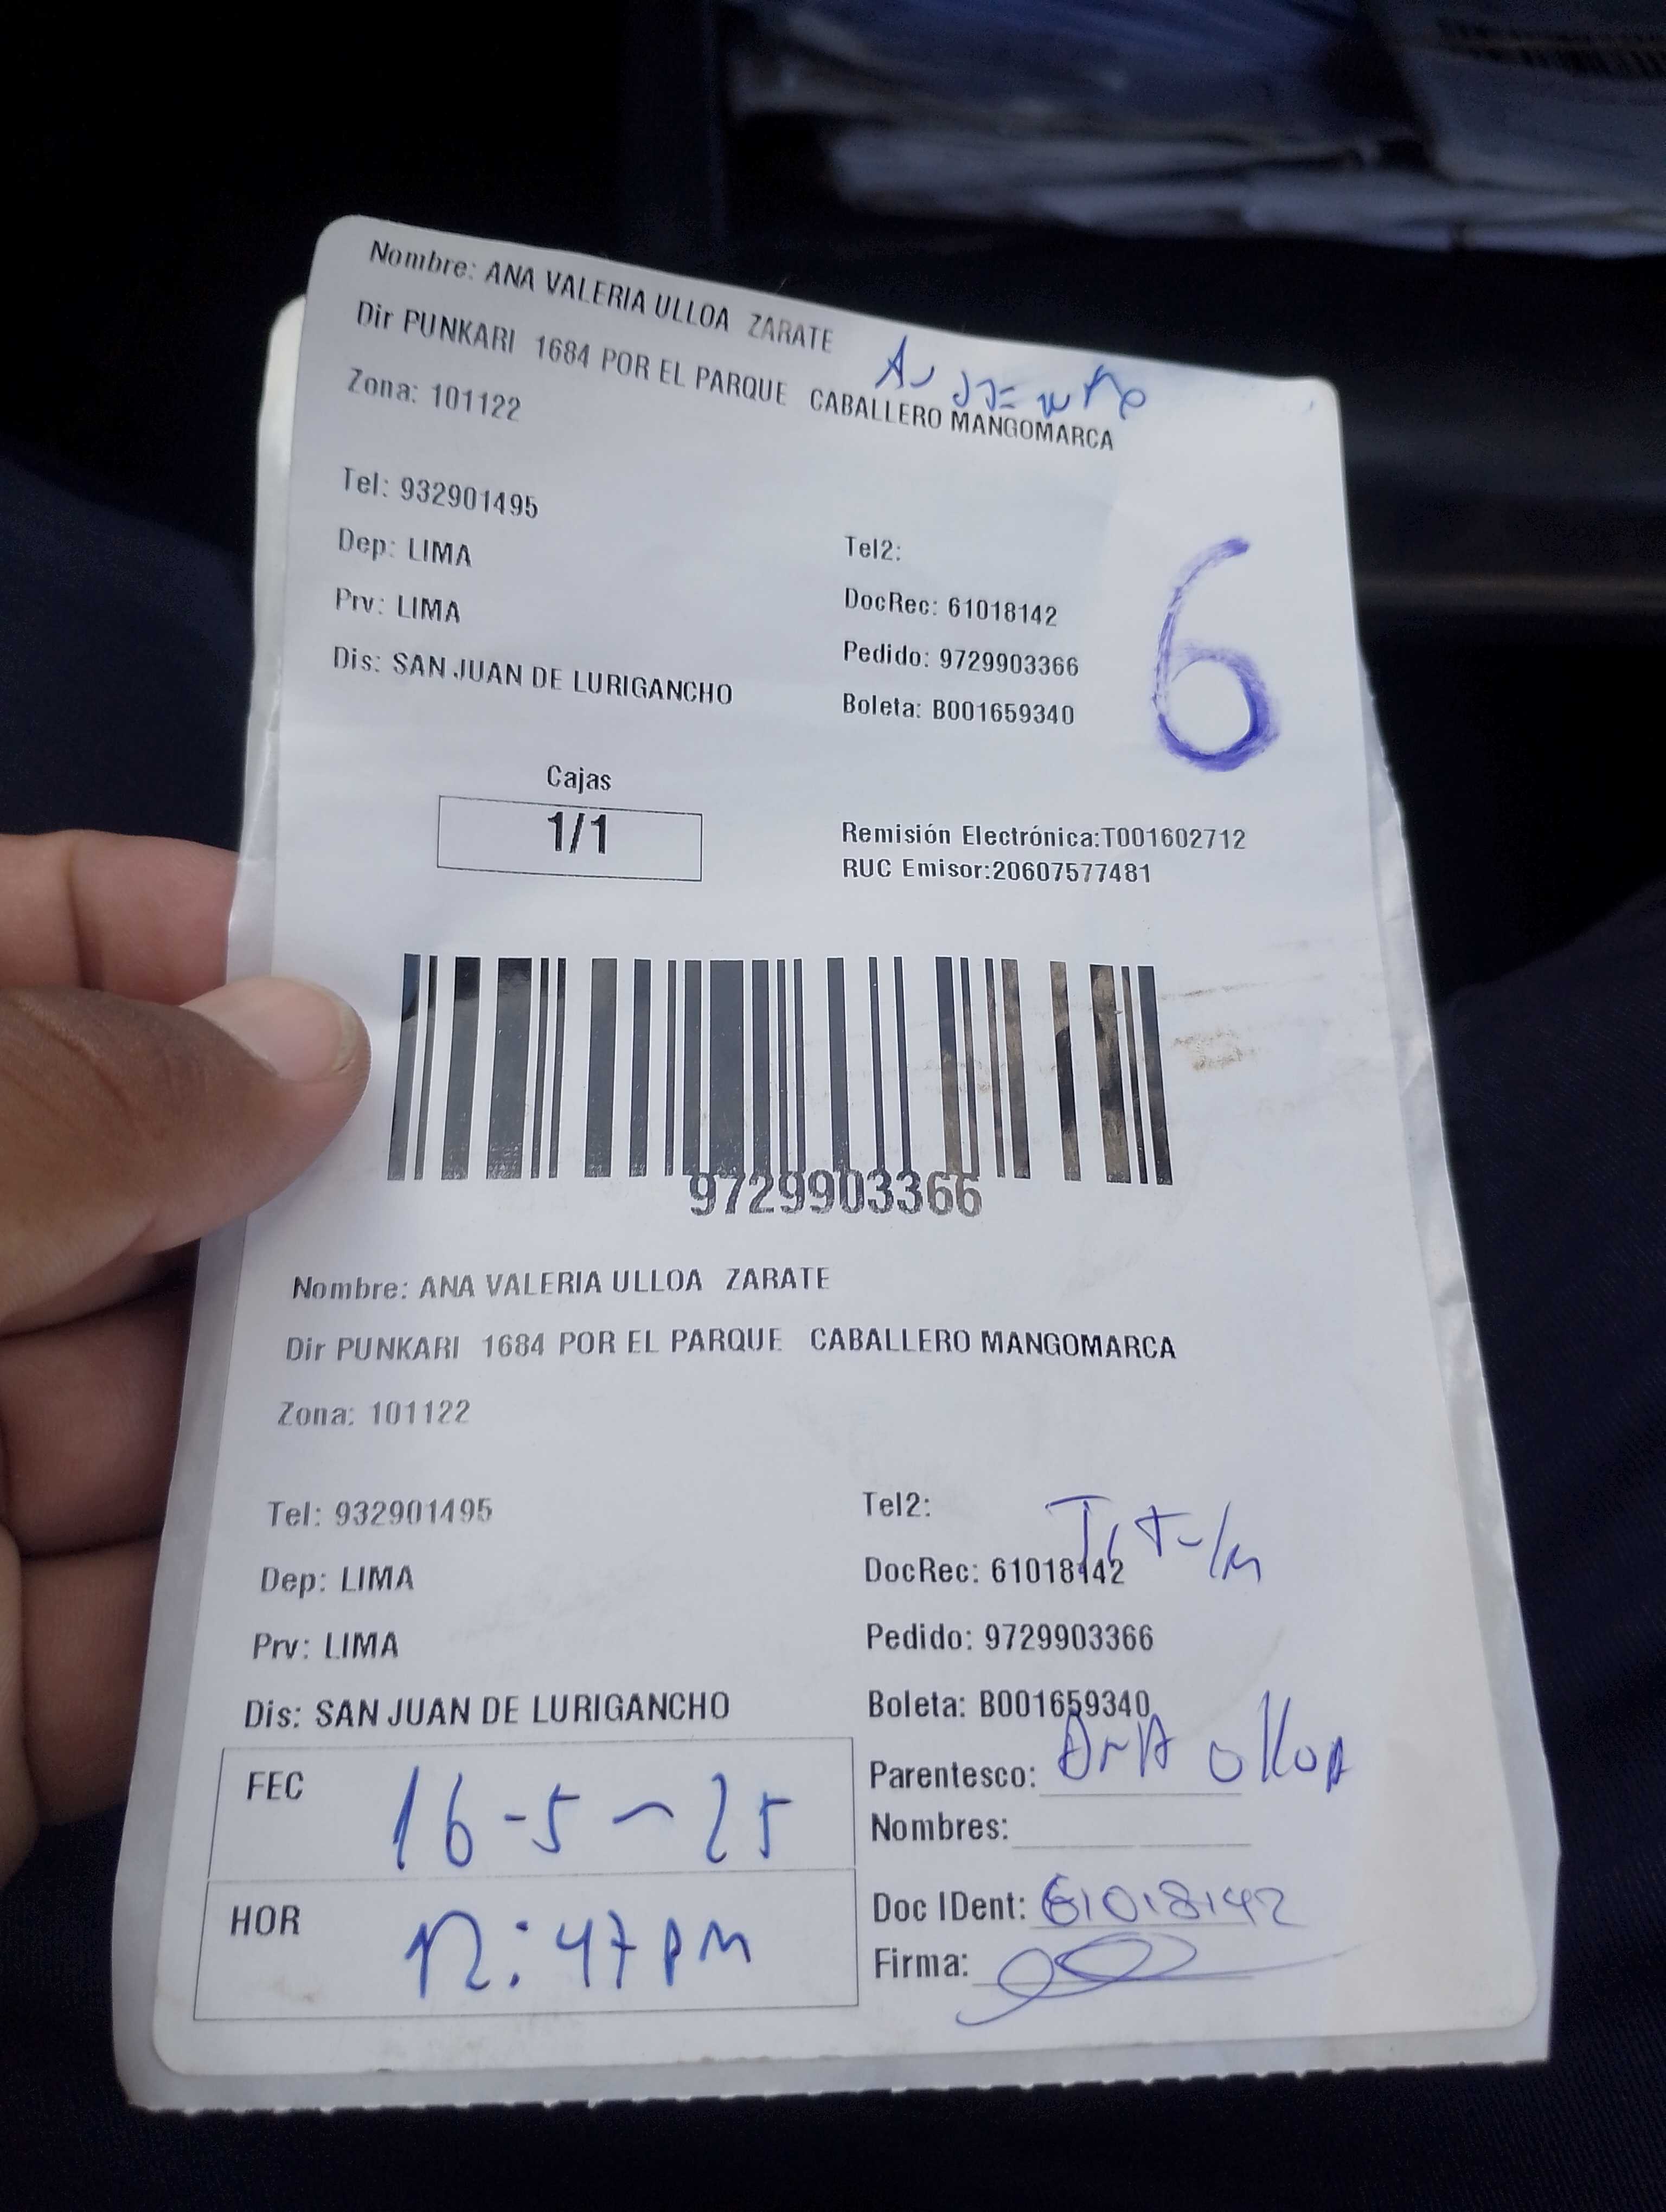 Nombre: ANA VALERIA ULLOA ZARATE
Dir PUNKARI 1684 POR EL PARQUE CABALLERO MANGOMARCA
Zona: 101122
Tel: 932901495
Tel2:
Dep: LIMA
DocRec: 61018142
Prv: LIMA
Pedido: 9729903366
Dis: SAN JUAN DE LURIGANCHO
Boleta: B001659340
6
Cajas
1/1
Remisión Electrónica:T001602712
RUC Emisor:20607577481
9729903366
Nombre: ANA VALERIA ULLOA ZARATE
Dir PUNKARI 1684 POR EL PARQUE CABALLERO MANGOMARCA
Zona: 101122
Tel: 932901495
Tel2:
Dep: LIMA
DocRec: 61018142
Prv: LIMA
Pedido: 9729903366
Dis: SAN JUAN DE LURIGANCHO
Boleta: B001659340
FEC 16-5-25
Parentesco: AnA ulloA
Nombres:
HOR 12:47 pm
Doc IDent: 61018142
Firma: